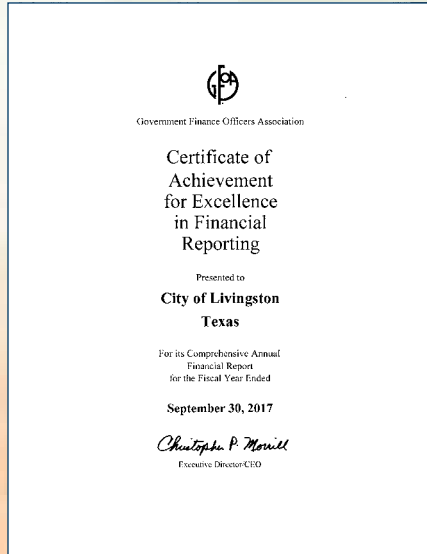 GFOA
Government Finance Officers Association
Certificate of
Achievement
for Excellence
in Financial
Reporting
Presented to
City of Livingston
Texas
For its Comprehensive Annual
Financial Report
for the Fiscal Year Ended
September 30, 2017
Christopher P. Morrill
Executive Director/CEO